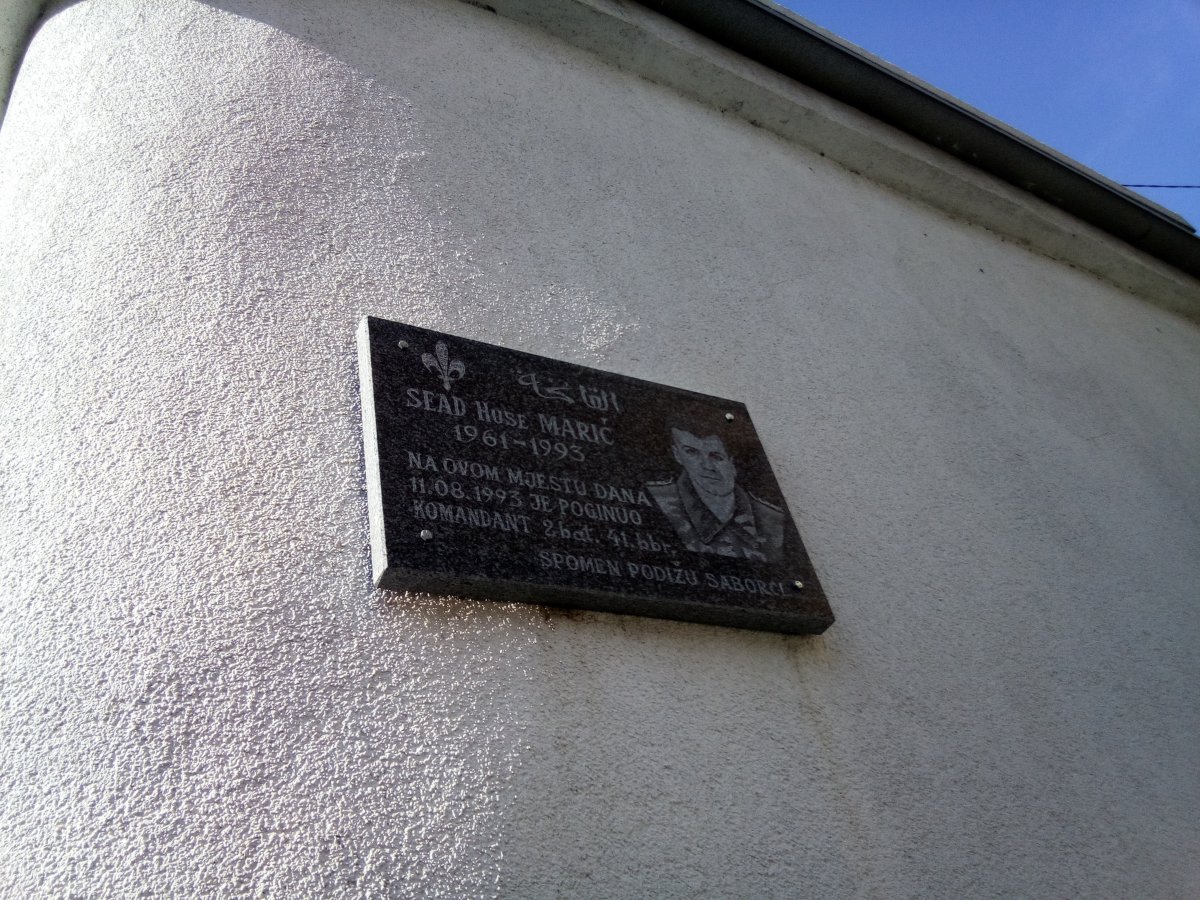 الفاتحة
SEAD Huse MARIĆ
1961-1993
NA OVOM MJESTU DANA
11.08.1993 JE POGINUO
KOMANDANT 2.bat. 41.bbr.
SPOMEN PODIŽU SABORCI